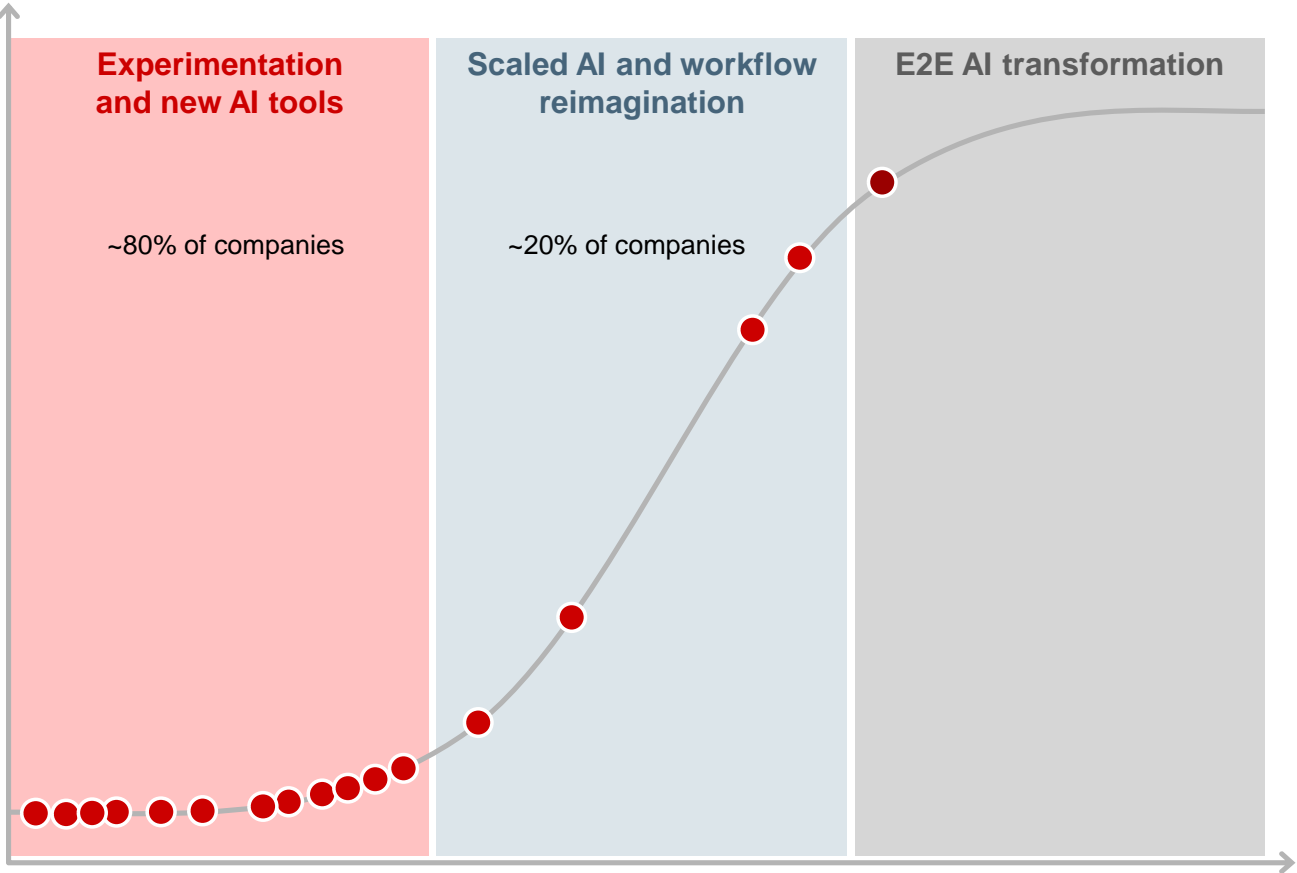 Experimentation
and new AI tools
Scaled AI and workflow
reimagination
E2E AI transformation
~80% of companies
~20% of companies